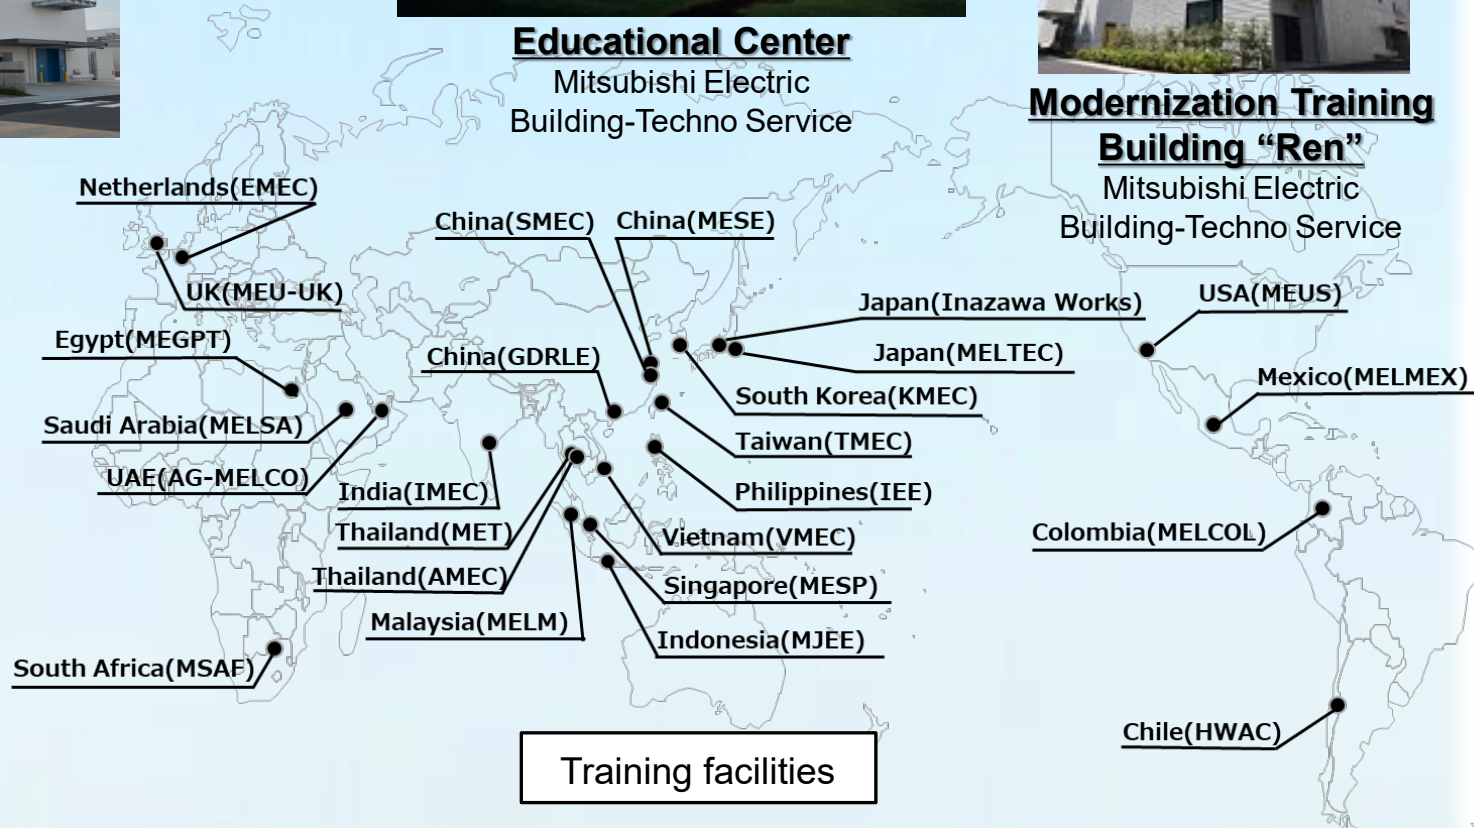 Educational Center
Mitsubishi Electric
Building-Techno Service
Modernization Training
Building “Ren”
Mitsubishi Electric
Building-Techno Service
Netherlands(EMEC)
UK(MEU-UK)
Egypt(MEGPT)
Saudi Arabia(MELSA)
UAE(AG-MELCO)
South Africa(MSAF)
China(SMEC)
China(MESE)
China(GDRLE)
India(IMEC)
Thailand(MET)
Thailand(AMEC)
Malaysia(MELM)
Japan(Inazawa Works)
Japan(MELTEC)
South Korea(KMEC)
Taiwan(TMEC)
Philippines(IEE)
Vietnam(VMEC)
Singapore(MESP)
Indonesia(MJEE)
USA(MEUS)
Mexico(MELMEX)
Colombia(MELCOL)
Chile(HWAC)
Training facilities